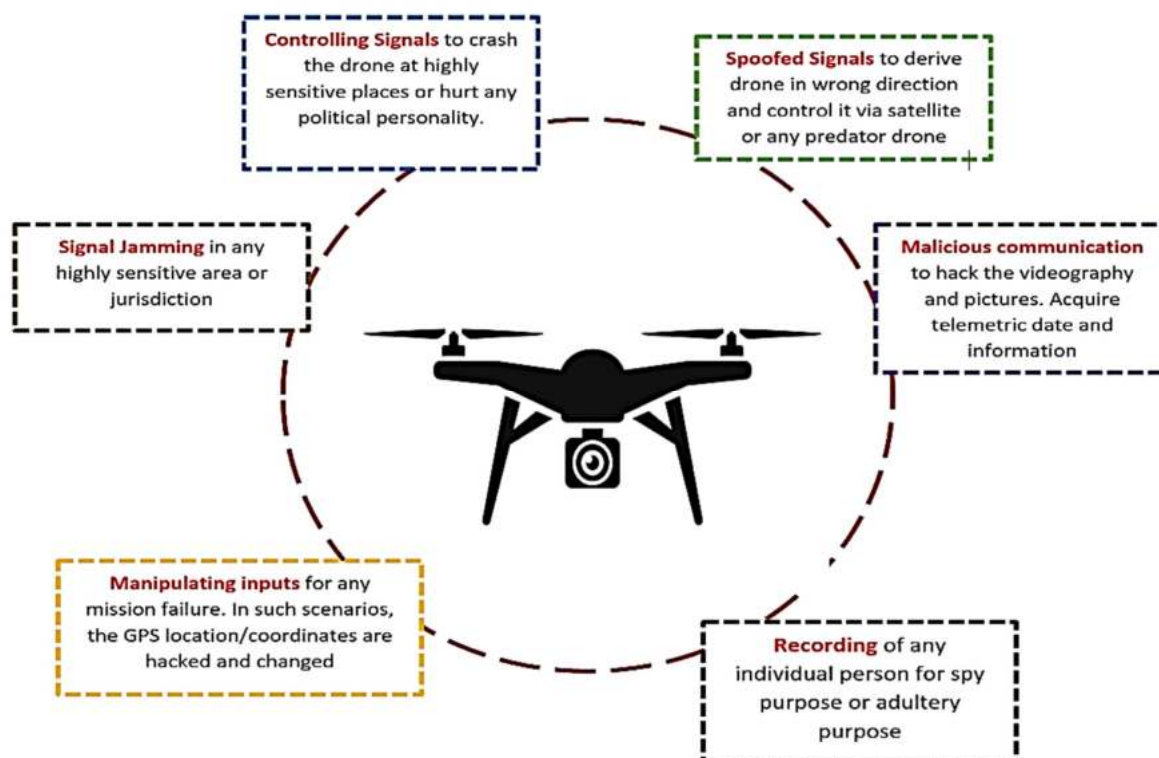 Controlling Signals to crash
the drone at highly
sensitive places or hurt any
political personality.
Spoofed Signals to derive
drone in wrong direction
and control it via satellite
or any predator drone
Signal Jamming in any
highly sensitive area or
jurisdiction
Malicious communication
to hack the videography
and pictures. Acquire
telemetric date and
information
Manipulating inputs for any
mission failure. In such scenarios,
the GPS location/coordinates are
hacked and changed
Recording of any
individual person for spy
purpose or adultery
purpose